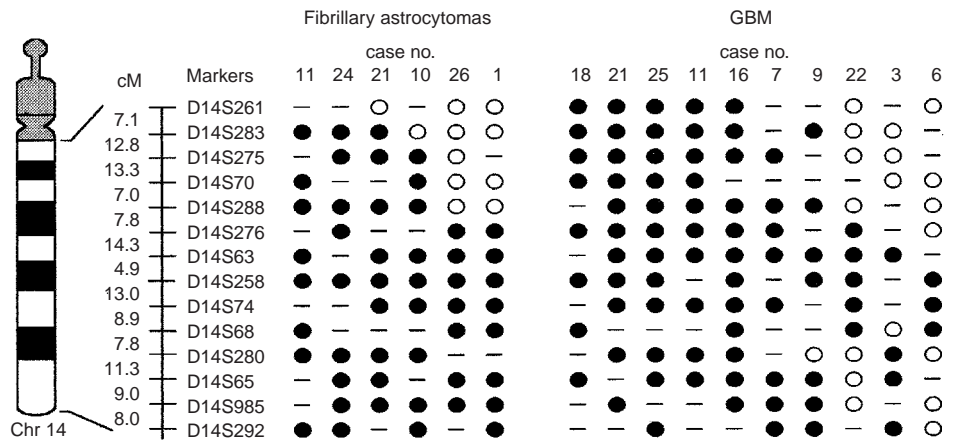 Fibrillary astrocytomas GBM
case no. case no.
cM Markers 11 24 21 10 26 1 18 21 25 11 16 7 9 22 3 6
D14S261
7.1
D14S283
12.8
D14S275
13.3
D14S70
7.0
D14S288
7.8
D14S276
14.3
D14S63
4.9
D14S258
13.0
D14S74
8.9
D14S68
7.8
D14S280
11.3
D14S65
9.0
D14S985
8.0
D14S292
Chr 14